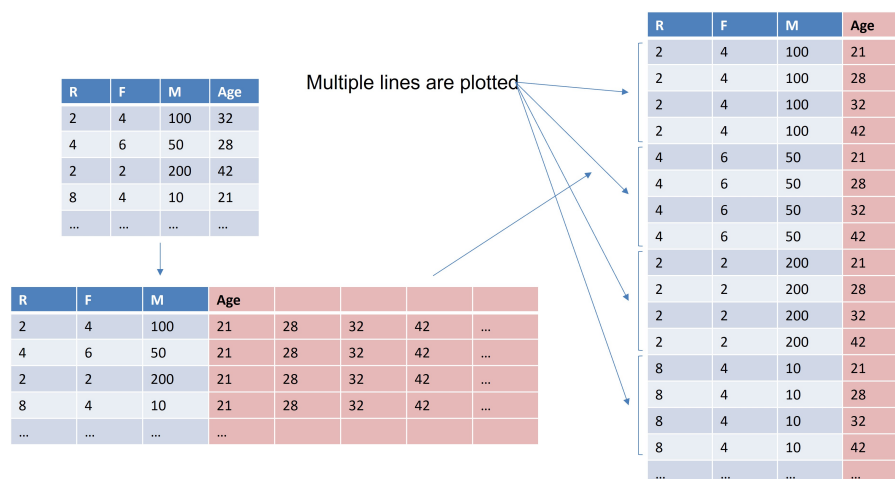 R F M Age
2 4 100 32
4 6 50 28
2 2 200 42
8 4 10 21
... ... ... ...
Multiple lines are plotted
R F M Age
2 4 100 21 28 32 42 ...
4 6 50 21 28 32 42 ...
2 2 200 21 28 32 42 ...
8 4 10 21 28 32 42 ...
... ... ... ...
R F M Age
2 4 100 21
2 4 100 28
2 4 100 32
2 4 100 42
4 6 50 21
4 6 50 28
4 6 50 32
4 6 50 42
2 2 200 21
2 2 200 28
2 2 200 32
2 2 200 42
8 4 10 21
8 4 10 28
8 4 10 32
8 4 10 42
... ... ... ...